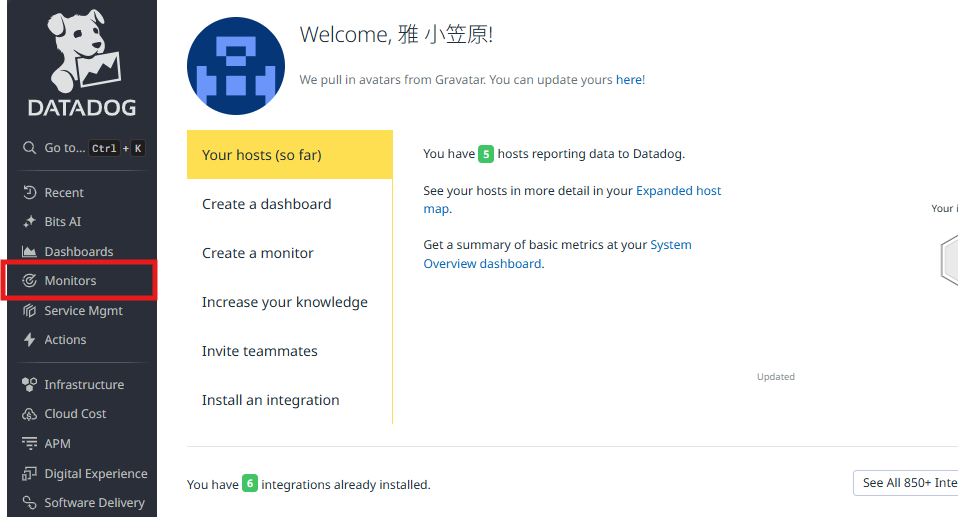 DATADOG
Go to... Ctrl + K
Recent
Bits AI
Dashboards
Monitors
Service Mgmt
Actions
Infrastructure
Cloud Cost
APM
Digital Experience
Software Delivery
Welcome, 雅 小笠原!
We pull in avatars from Gravatar. You can update yours here!
Your hosts (so far)
Create a dashboard
Create a monitor
Increase your knowledge
Invite teammates
Install an integration
You have 5 hosts reporting data to Datadog.
See your hosts in more detail in your Expanded host
map.
Get a summary of basic metrics at your System
Overview dashboard.
Your i
Updated
You have 6 integrations already installed.
See All 850+ Inte